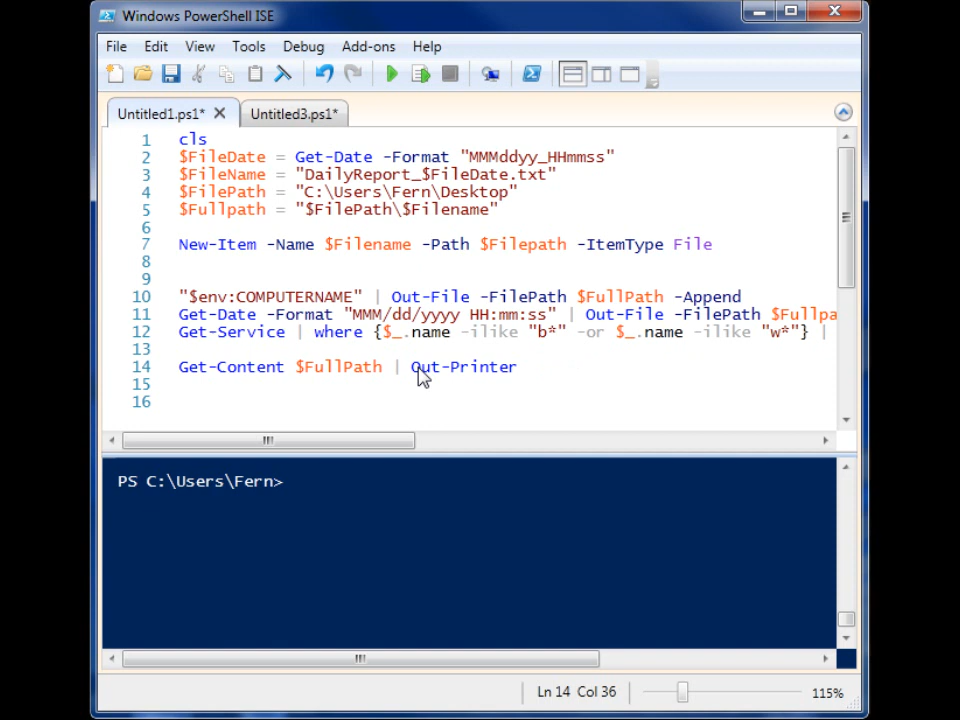 Windows PowerShell ISE
File Edit View Tools Debug Add-ons Help
Untitled1.ps1* Untitled3.ps1*
1 cls
2 $FileDate = Get-Date -Format "MMMddyy_HHmmss"
3 $FileName = "DailyReport_$FileDate.txt"
4 $FilePath = "C:\Users\Fern\Desktop"
5 $Fullpath = "$FilePath\$Filename"
6
7 New-Item -Name $Filename -Path $Filepath -ItemType File
8
9
10 "$env:COMPUTERNAME" | Out-File -FilePath $FullPath -Append
11 Get-Date -Format "MMM/dd/yyyy HH:mm:ss" | Out-File -FilePath $Fullpa
12 Get-Service | where {$_.name -ilike "b*" -or $_.name -ilike "w*"} |
13
14 Get-Content $FullPath | Out-Printer
15
16
PS C:\Users\Fern>
Ln 14 Col 36 115%